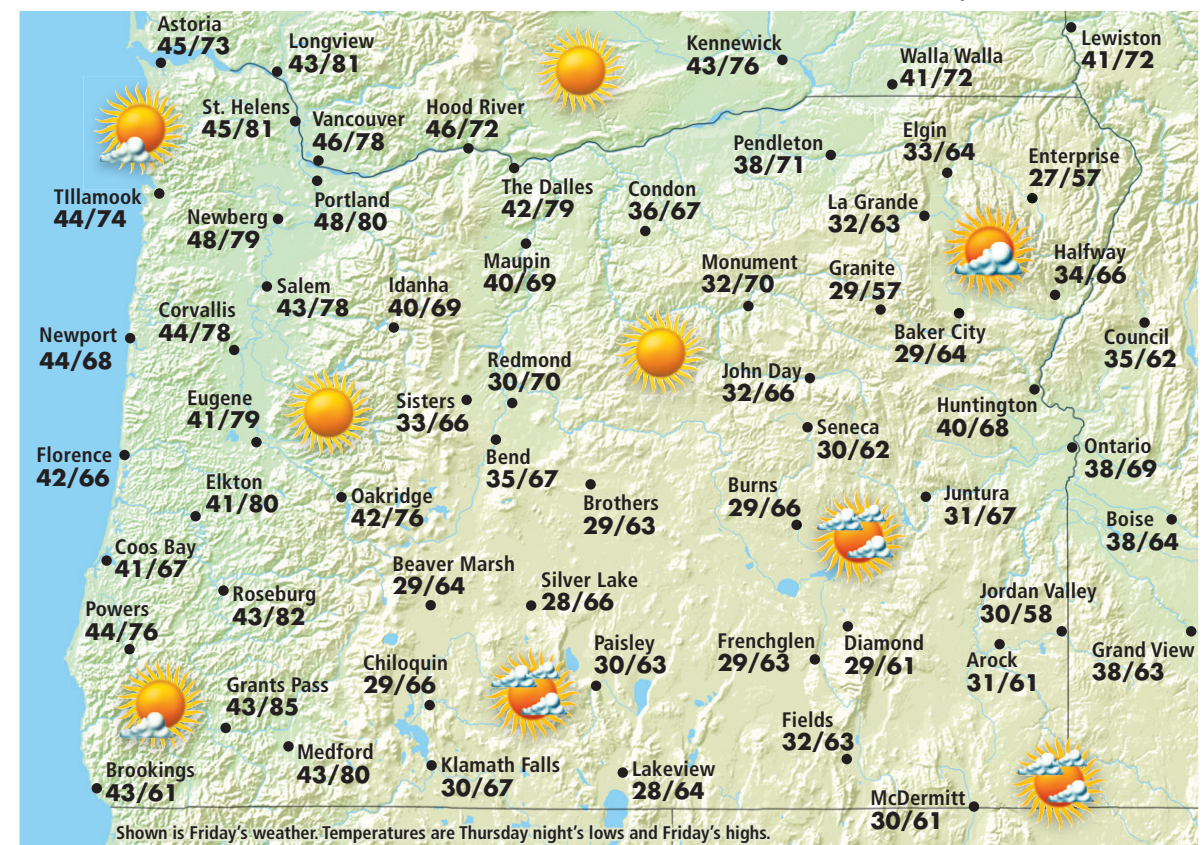 Astoria
45/73
Longview
43/81
Kennewick
43/76
Walla Walla
41/72
Lewiston
41/72
St. Helens
45/81
Vancouver
46/78
Hood River
46/72
Pendleton
38/71
Elgin
33/64
Enterprise
27/57
TIllamook
44/74
Newberg
48/79
Portland
48/80
The Dalles
42/79
Condon
36/67
La Grande
32/63
Maupin
40/69
Monument
32/70
Granite
29/57
Halfway
34/66
Salem
43/78
Idanha
40/69
Corvallis
44/78
Newport
44/68
Baker City
29/64
Council
35/62
Redmond
30/70
John Day
32/66
Eugene
41/79
Sisters
33/66
Huntington
40/68
Seneca
30/62
Florence
42/66
Bend
35/67
Ontario
38/69
Elkton
41/80
Oakridge
42/76
Brothers
29/63
Burns
29/66
Juntura
31/67
Boise
38/64
Coos Bay
41/67
Beaver Marsh
29/64
Silver Lake
28/66
Roseburg
43/82
Jordan Valley
30/58
Powers
44/76
Paisley
30/63
Frenchglen
29/63
Diamond
29/61
Arock
31/61
Grand View
38/63
Chiloquin
29/66
Grants Pass
43/85
Fields
32/63
Medford
43/80
Klamath Falls
30/67
Lakeview
28/64
Brookings
43/61
McDermitt
30/61
Shown is Friday's weather. Temperatures are Thursday night's lows and Friday's highs.